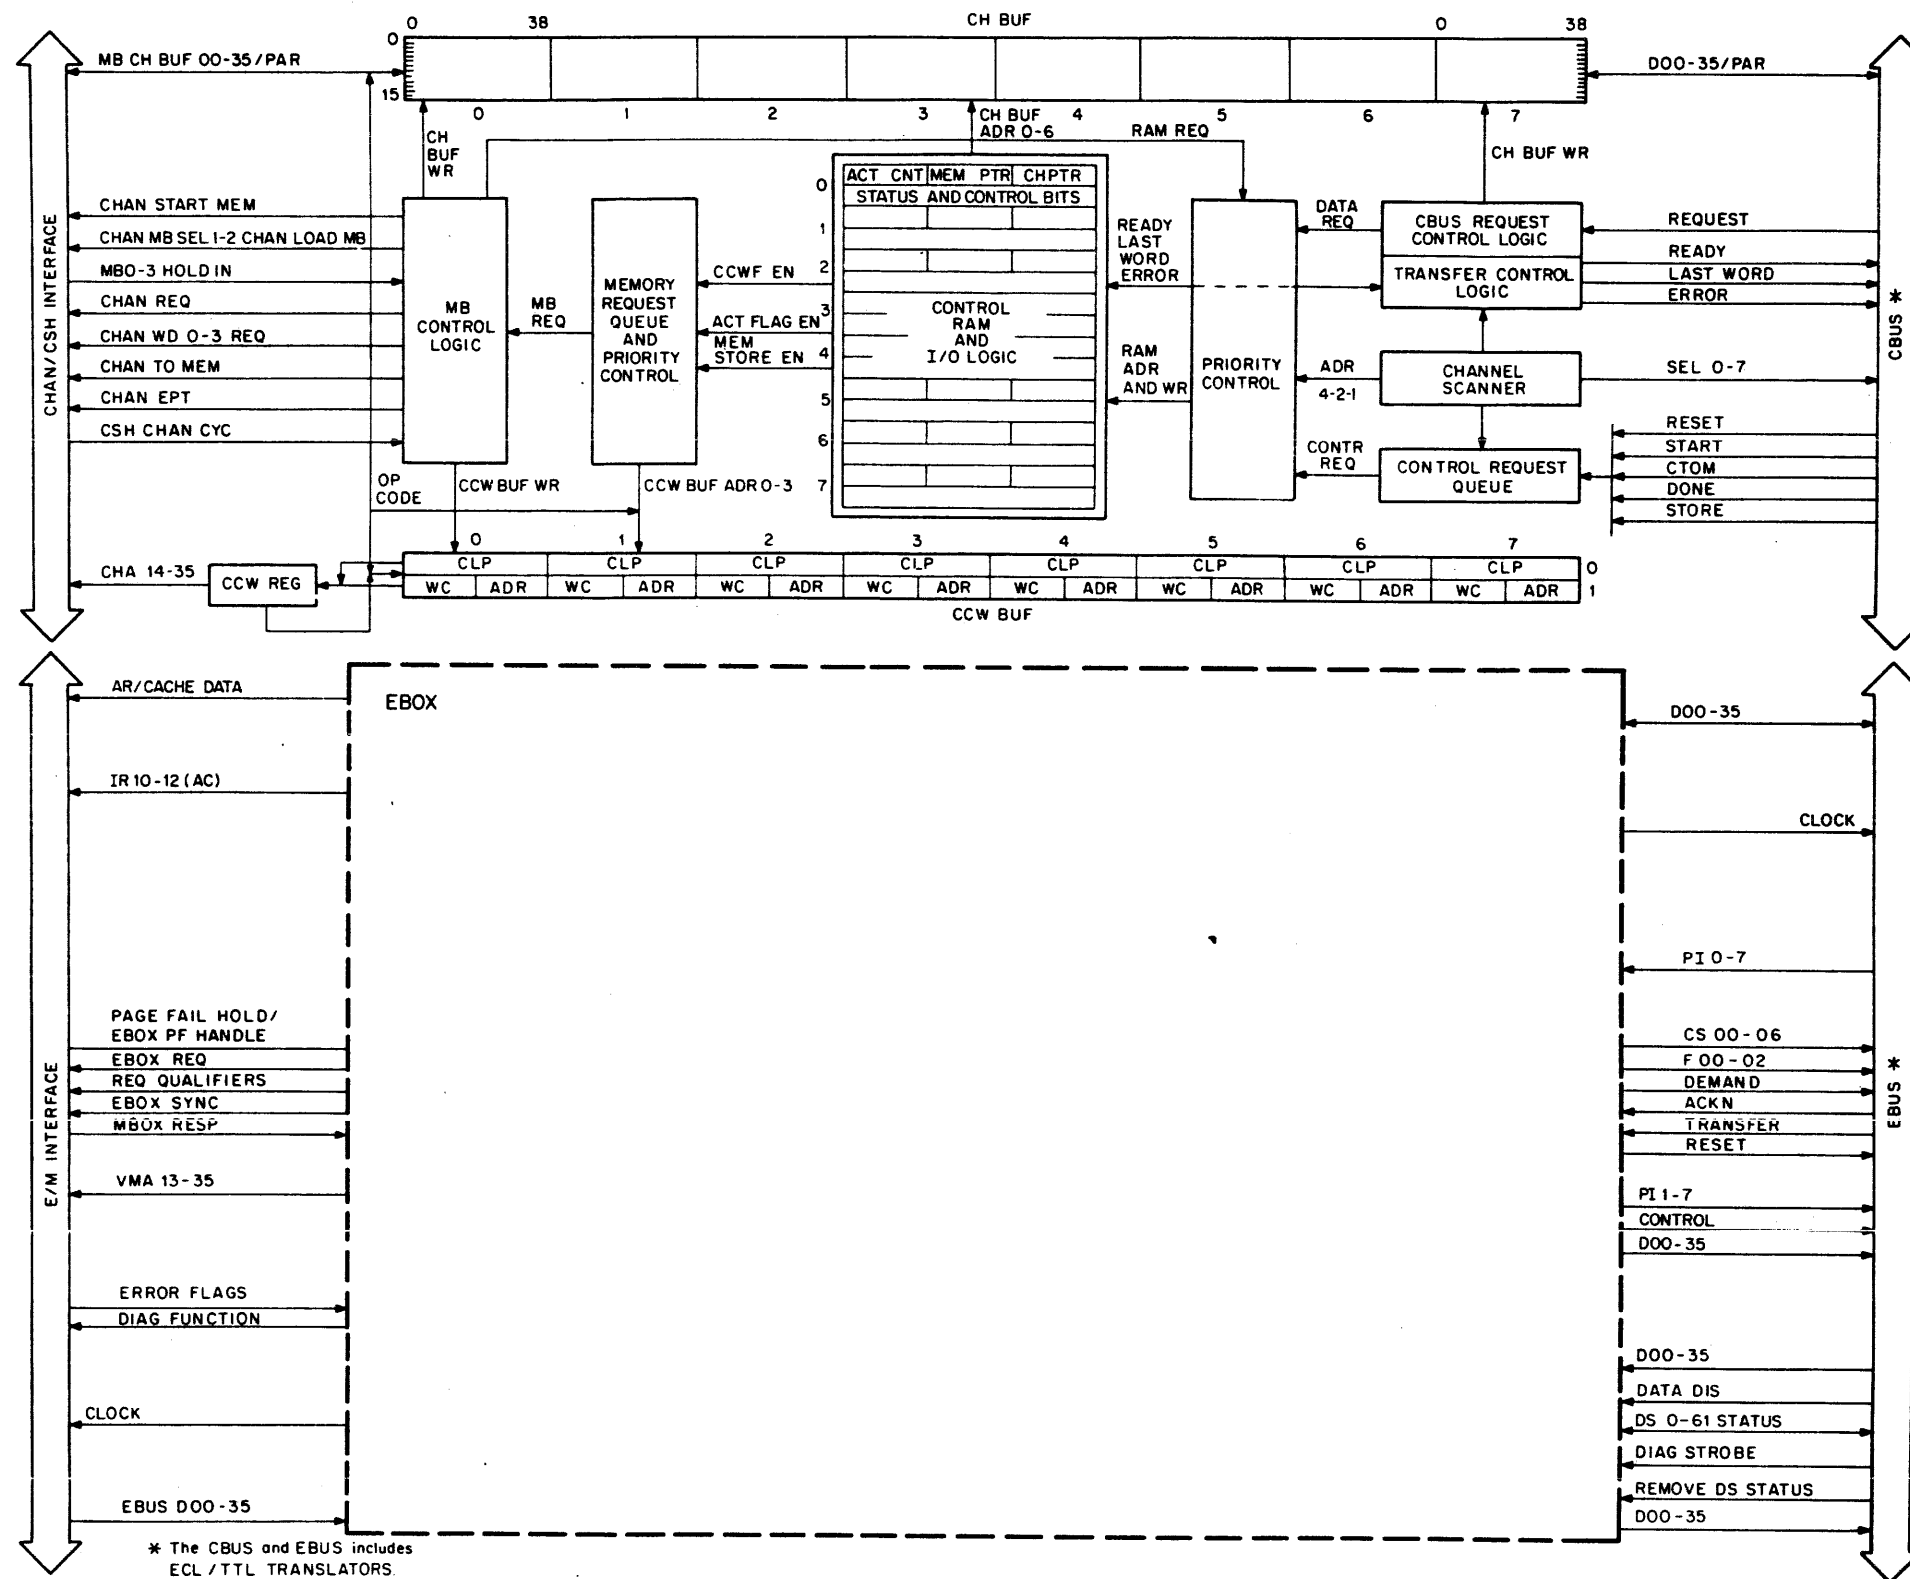 0 38 CH BUF 0 38
0
15
MB CH BUF 00-35/PAR
D00-35/PAR
0 1 2 3 4 5 6 7
CH
BUF
WR
CH BUF
ADR 0-6
RAM REQ
CH BUF WR
CHAN/CSH INTERFACE
CHAN START MEM
CHAN MB SEL 1-2 CHAN LOAD MB
MB0-3 HOLD IN
CHAN REQ
CHAN WD 0-3 REQ
CHAN TO MEM
CHAN EPT
CSH CHAN CYC
MB
CONTROL
LOGIC
MB
REQ
MEMORY
REQUEST
QUEUE
AND
PRIORITY
CONTROL
CCWF EN
ACT FLAG EN
MEM
STORE EN
0
1
2
3
4
5
6
7
ACT CNT MEM PTR CHPTR
STATUS AND CONTROL BITS
CONTROL
RAM
AND
I/O LOGIC
READY
LAST
WORD
ERROR
RAM
ADR
AND WR
PRIORITY
CONTROL
DATA
REQ
ADR
4-2-1
CONTR
REQ
CBUS REQUEST
CONTROL LOGIC
TRANSFER CONTROL
LOGIC
CHANNEL
SCANNER
CONTROL REQUEST
QUEUE
REQUEST
READY
LAST WORD
ERROR
SEL 0-7
RESET
START
CTOM
DONE
STORE
CBUS *
OP
CODE
CCW BUF WR
CCW BUF ADR 0-3
CHA 14-35
CCW REG
0 1 2 3 4 5 6 7
CLP CLP CLP CLP CLP CLP CLP CLP 0
WC ADR WC ADR WC ADR WC ADR WC ADR WC ADR WC ADR WC ADR 1
CCW BUF
E/M INTERFACE
AR/CACHE DATA
IR 10-12 (AC)
PAGE FAIL HOLD/
EBOX PF HANDLE
EBOX REQ
REQ QUALIFIERS
EBOX SYNC
MBOX RESP
VMA 13-35
ERROR FLAGS
DIAG FUNCTION
CLOCK
EBUS D00-35
EBOX
D00-35
CLOCK
PI 0-7
CS 00-06
F 00-02
DEMAND
ACKN
TRANSFER
RESET
PI 1-7
CONTROL
D00-35
D00-35
DATA DIS
DS 0-61 STATUS
DIAG STROBE
REMOVE DS STATUS
D00-35
EBUS *
* The CBUS and EBUS includes
ECL/TTL TRANSLATORS.